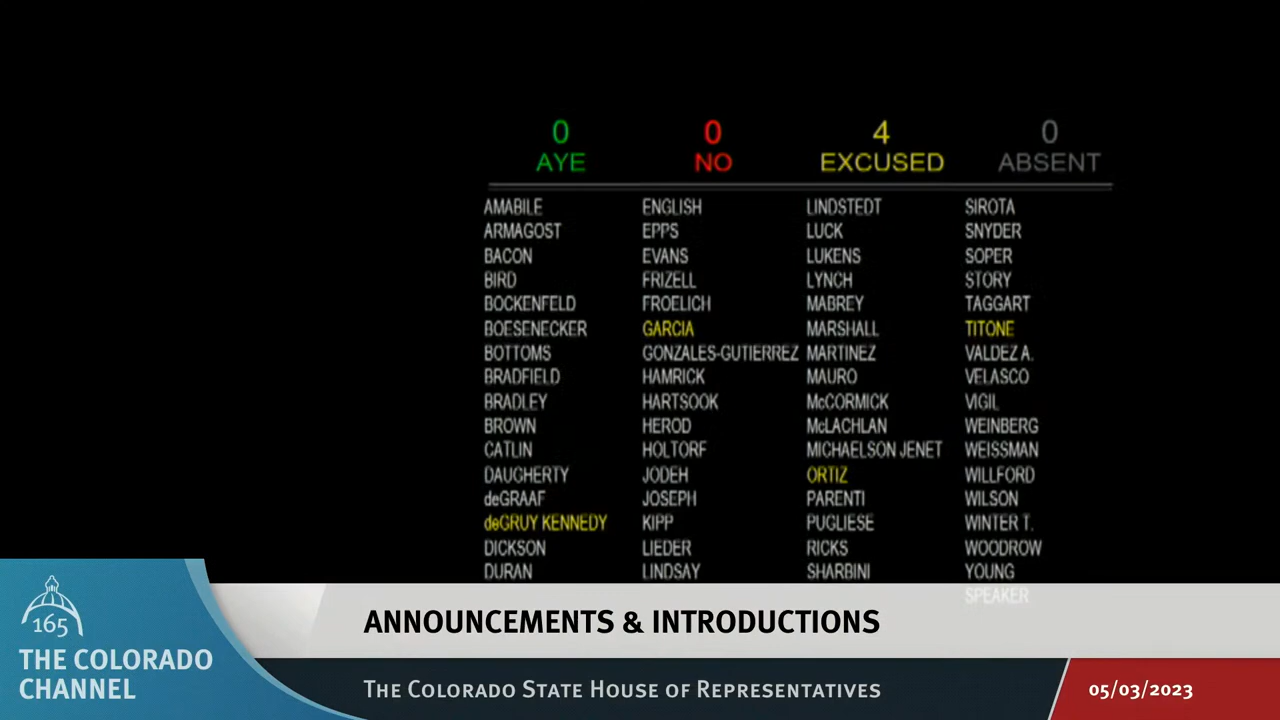 0 0 4 0
AYE NO EXCUSED ABSENT
AMABILE ENGLISH LINDSTEDT SIROTA
ARMAGOST EPPS LUCK SNYDER
BACON EVANS LUKENS SOPER
BIRD FRIZELL LYNCH STORY
BOCKENFELD FROELICH MABREY TAGGART
BOESENECKER GARCIA MARSHALL TITONE
BOTTOMS GONZALES-GUTIERREZ MARTINEZ VALDEZ A.
BRADFIELD HAMRICK MAURO VELASCO
BRADLEY HARTSOOK McCORMICK VIGIL
BROWN HEROD McLACHLAN WEINBERG
CATLIN HOLTORF MICHAELSON JENET WEISSMAN
DAUGHERTY JODEH ORTIZ WILLFORD
deGRAAF JOSEPH PARENTI WILSON
deGRUY KENNEDY KIPP PUGLIESE WINTER T.
DICKSON LIEDER RICKS WOODROW
DURAN LINDSAY SHARBINI YOUNG
SPEAKER
165
THE COLORADO
CHANNEL
ANNOUNCEMENTS & INTRODUCTIONS
THE COLORADO STATE HOUSE OF REPRESENTATIVES
05/03/2023